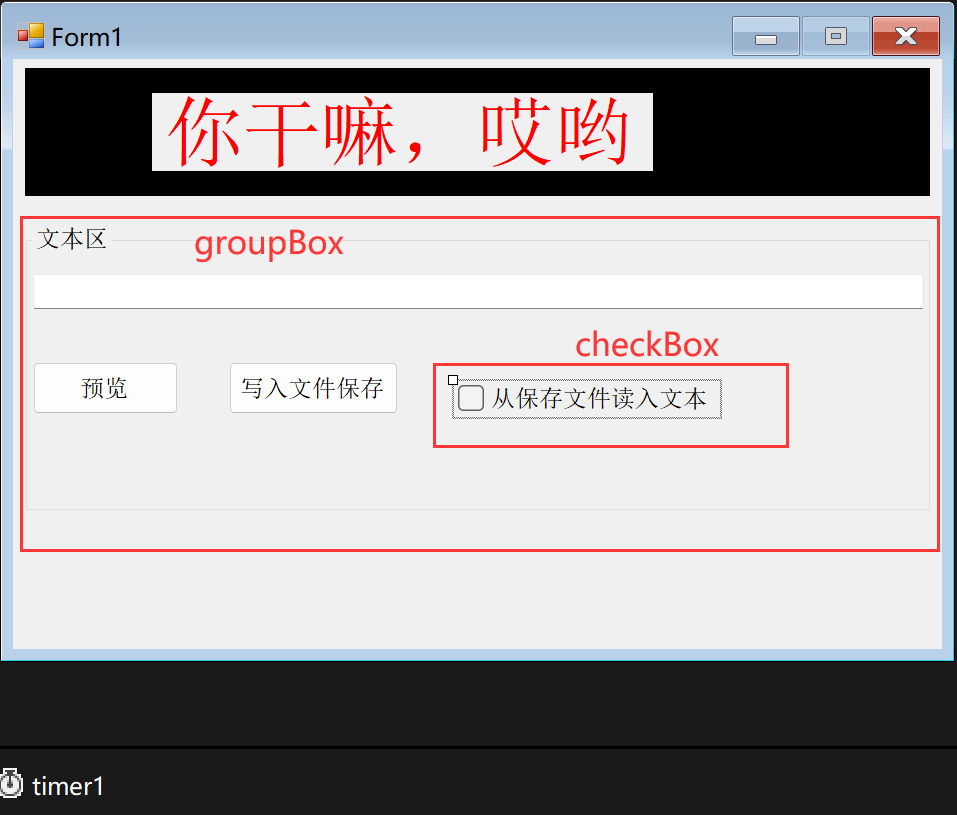 Form1
你干嘛，哎哟
文本区
groupBox
checkBox
预览
写入文件保存
从保存文件读入文本
timer1